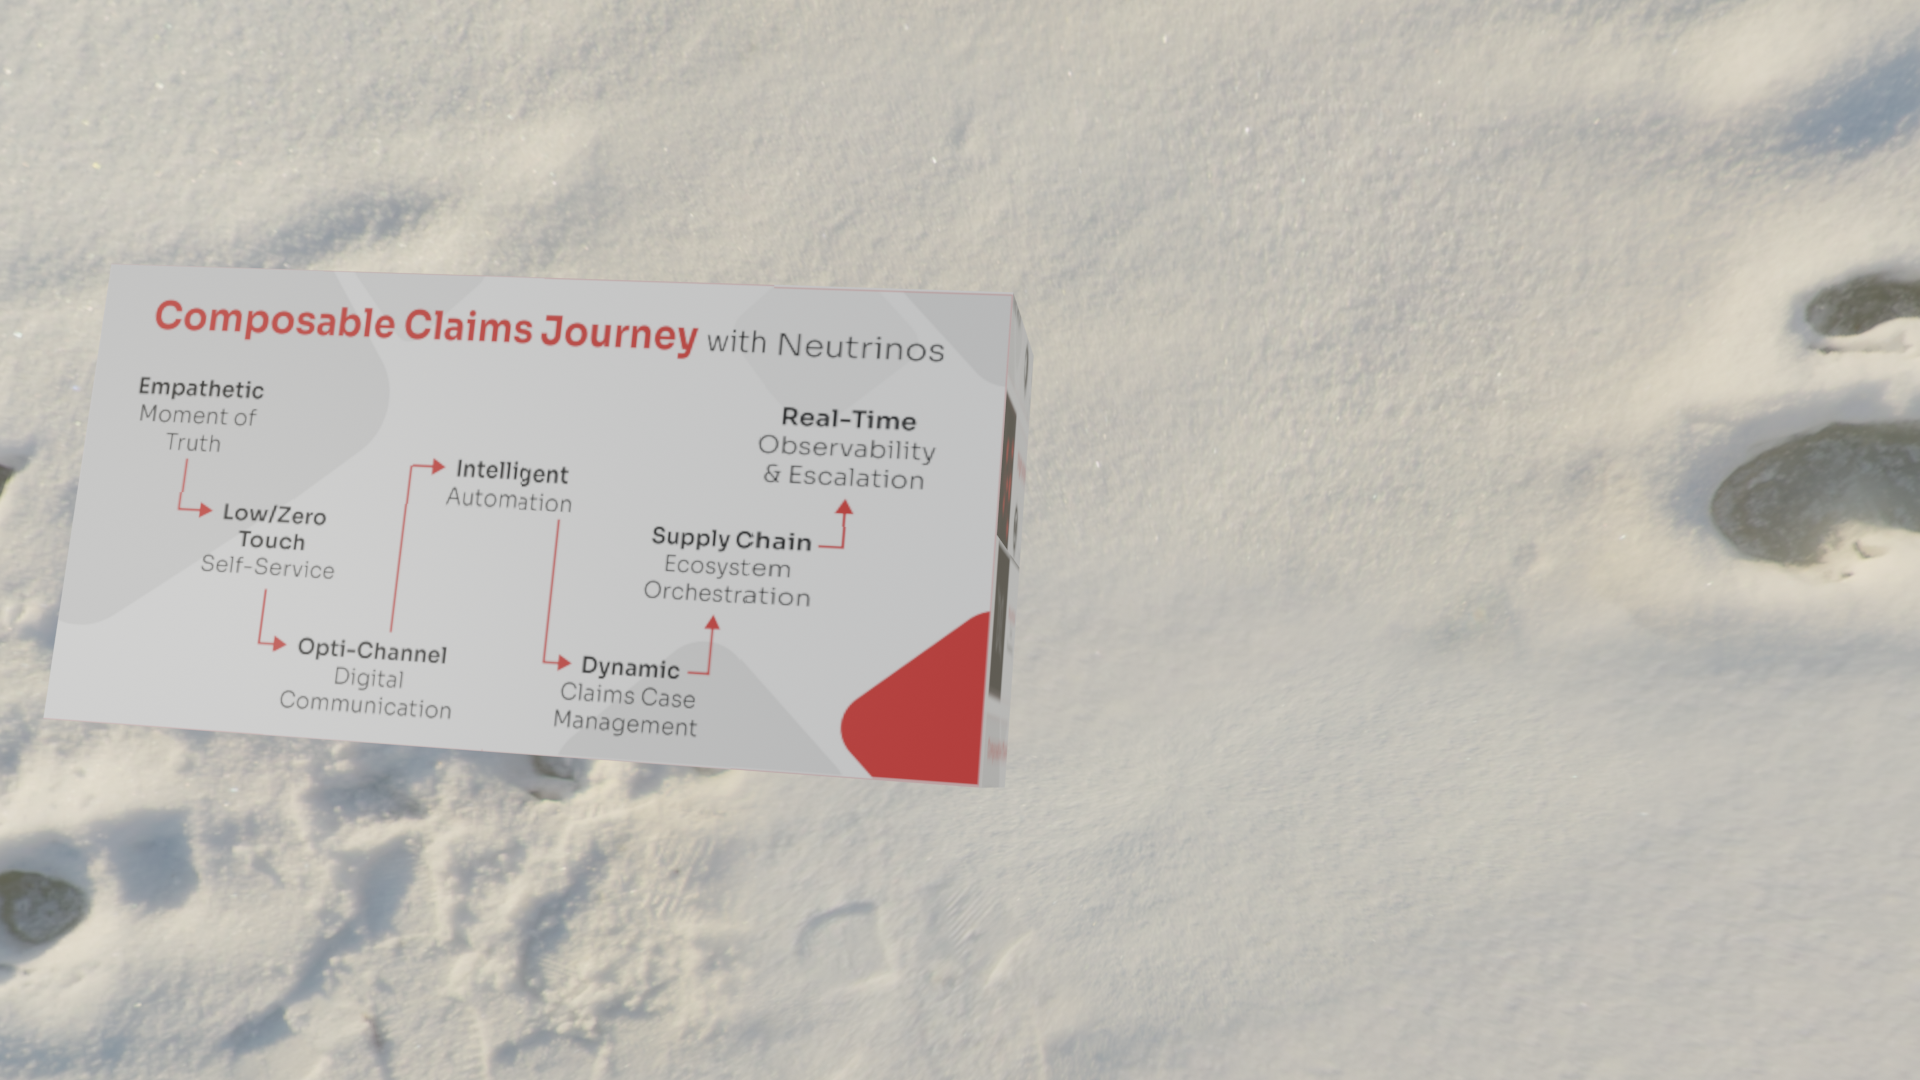 Composable Claims Journey with Neutrinos
Empathetic
Moment of
Truth
Low/Zero
Touch
Self-Service
Opti-Channel
Digital
Communication
Intelligent
Automation
Dynamic
Claims Case
Management
Supply Chain
Ecosystem
Orchestration
Real-Time
Observability
& Escalation